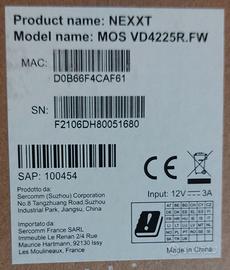 Product name: NEXXT
Model name: MOS VD4225R.FW
MAC:
D0B66F4CAF61
SN:
F2106DH80051680
SAP: 100454
CE
Input: 12V 3A
Prodotto da:
Sercomm (Suzhou) Corporation
No.8 Tangzhuang Road,Suzhou
Industrial Park, Jiangsu, China
Importato da:
Sercomm France SARL
Immeuble Le Renan 2/4 Rue
Maurice Hartmann, 92130 Issy
Les Moulineaux, France
Made in China